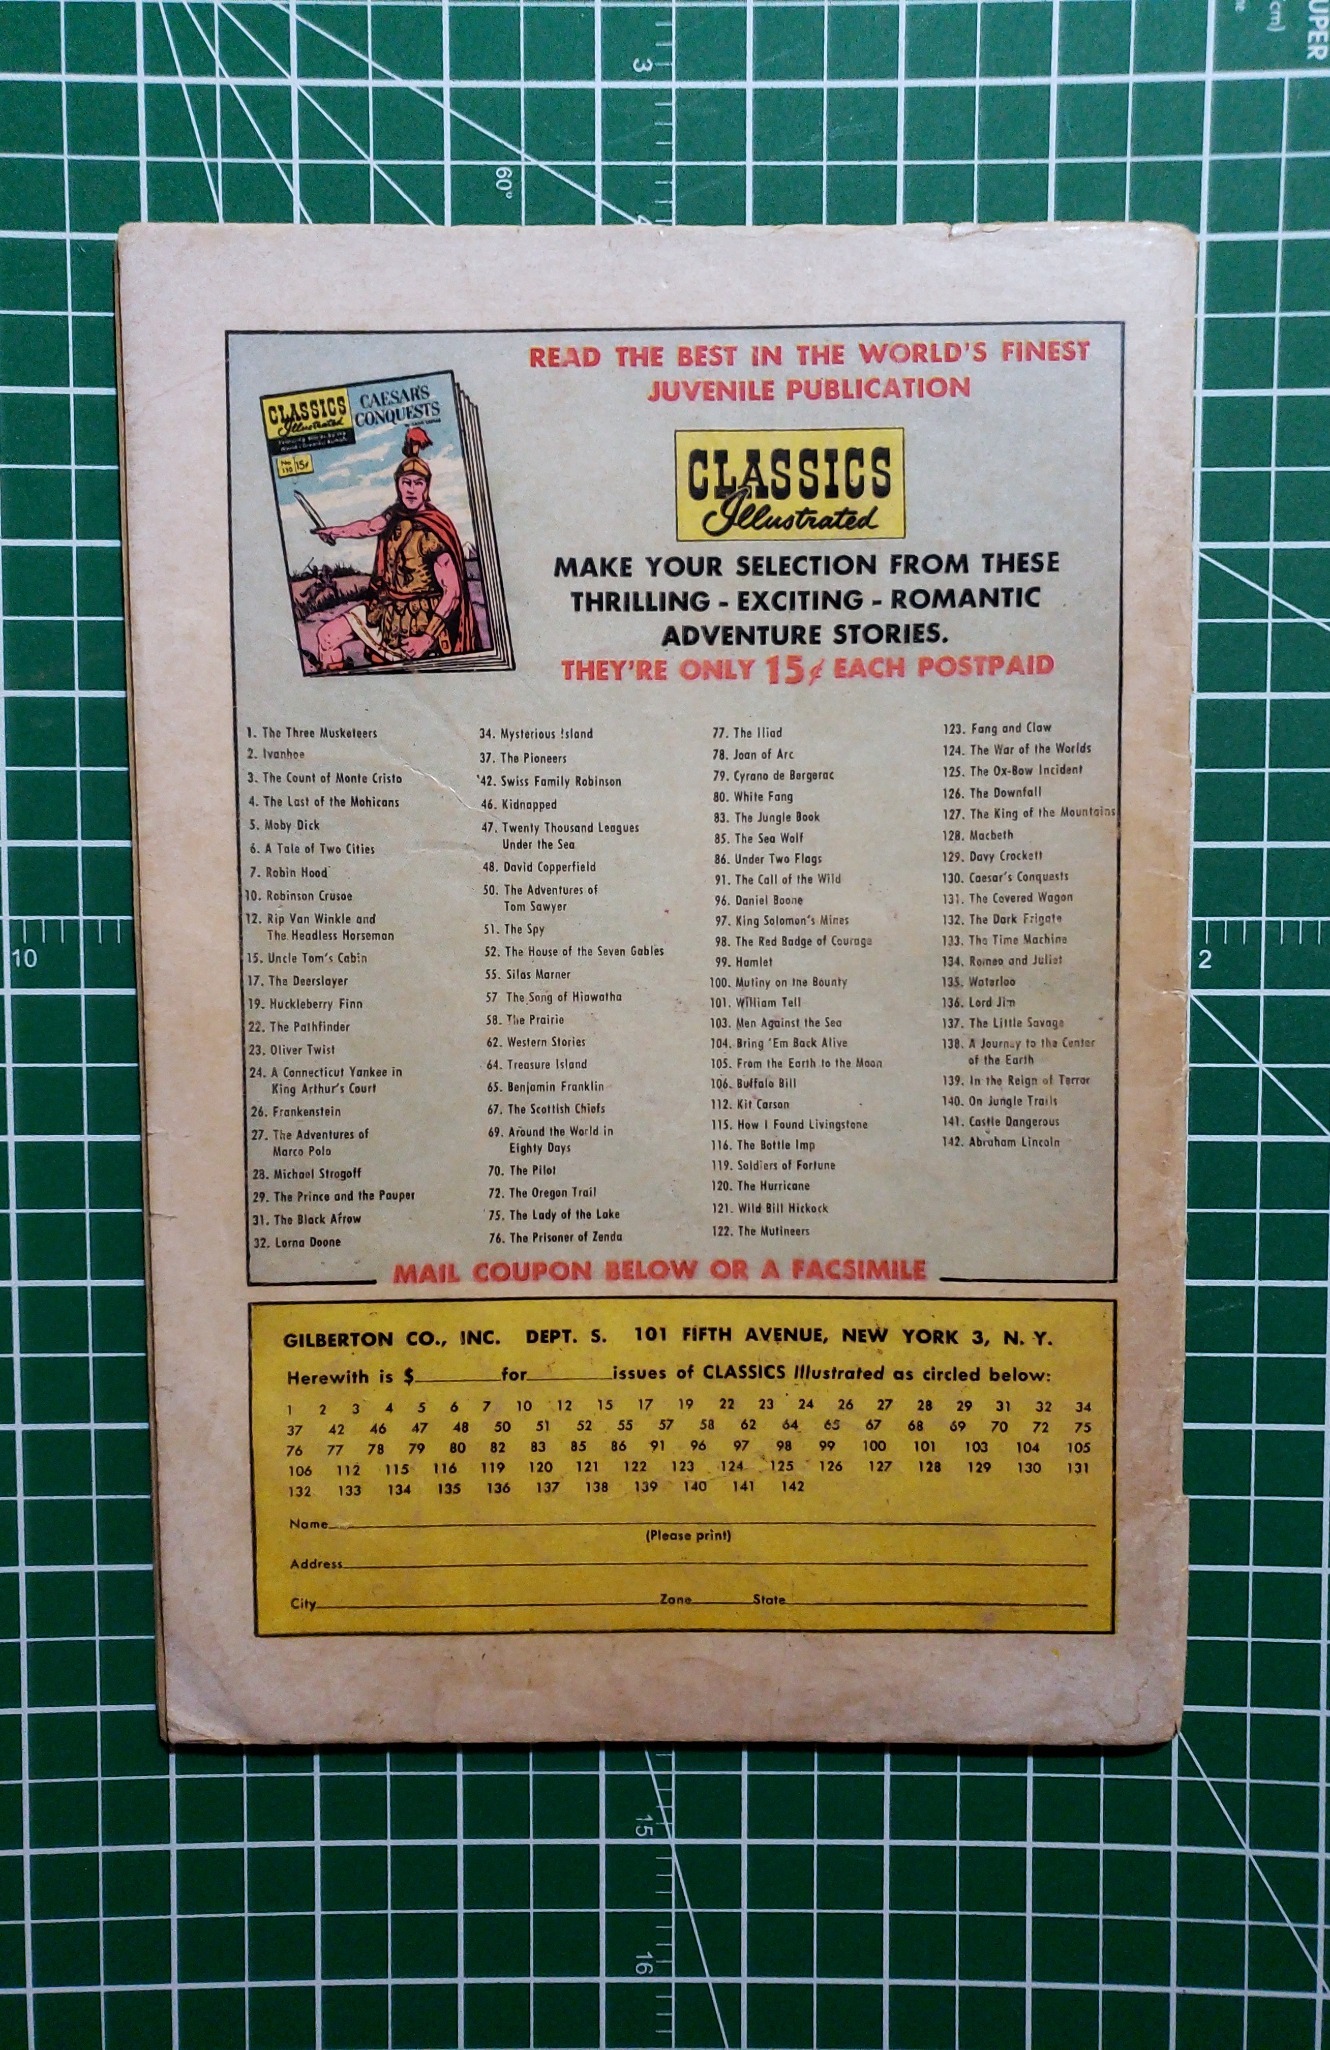 SUPER
cm)
3
60°
4
READ THE BEST IN THE WORLD'S FINEST
JUVENILE PUBLICATION
CLASSICS
Illustrated
CAESAR'S
CONQUESTS
No
130
15¢
CLASSICS
Illustrated
MAKE YOUR SELECTION FROM THESE
THRILLING - EXCITING - ROMANTIC
ADVENTURE STORIES.
THEY'RE ONLY 15¢ EACH POSTPAID
1. The Three Musketeers
2. Ivanhoe
3. The Count of Monte Cristo
4. The Last of the Mohicans
5. Moby Dick
6. A Tale of Two Cities
7. Robin Hood
10. Robinson Crusoe
12. Rip Van Winkle and
The Headless Horseman
15. Uncle Tom's Cabin
17. The Deerslayer
19. Huckleberry Finn
22. The Pathfinder
23. Oliver Twist
24. A Connecticut Yankee in
King Arthur's Court
26. Frankenstein
27. The Adventures of
Marco Polo
28. Michael Strogoff
29. The Prince and the Pauper
31. The Black Arrow
32. Lorna Doone
34. Mysterious Island
37. The Pioneers
42. Swiss Family Robinson
46. Kidnapped
47. Twenty Thousand Leagues
Under the Sea
48. David Copperfield
50. The Adventures of
Tom Sawyer
51. The Spy
52. The House of the Seven Gables
55. Silas Marner
57 The Song of Hiawatha
58. The Prairie
62. Western Stories
64. Treasure Island
65. Benjamin Franklin
67. The Scottish Chiefs
69. Around the World in
Eighty Days
70. The Pilot
72. The Oregon Trail
75. The Lady of the Lake
76. The Prisoner of Zenda
77. The Iliad
78. Joan of Arc
79. Cyrano de Bergerac
80. White Fang
83. The Jungle Book
85. The Sea Wolf
86. Under Two Flags
91. The Call of the Wild
96. Daniel Boone
97. King Solomon's Mines
98. The Red Badge of Courage
99. Hamlet
100. Mutiny on the Bounty
101. William Tell
103. Men Against the Sea
104. Bring 'Em Back Alive
105. From the Earth to the Moon
106. Buffalo Bill
112. Kit Carson
115. How I Found Livingstone
116. The Bottle Imp
119. Soldiers of Fortune
120. The Hurricane
121. Wild Bill Hickock
122. The Mutineers
123. Fang and Claw
124. The War of the Worlds
125. The Ox-Bow Incident
126. The Downfall
127. The King of the Mountains
128. Macbeth
129. Davy Crockett
130. Caesar's Conquests
131. The Covered Wagon
132. The Dark Frigate
133. The Time Machine
134. Romeo and Juliet
135. Waterloo
136. Lord Jim
137. The Little Savage
138. A Journey to the Center
of the Earth
139. In the Reign of Terror
140. On Jungle Trails
141. Castle Dangerous
142. Abraham Lincoln
MAIL COUPON BELOW OR A FACSIMILE
GILBERTON CO., INC. DEPT. S. 101 FIFTH AVENUE, NEW YORK 3, N. Y.
Herewith is $ for issues of CLASSICS Illustrated as circled below:
1 2 3 4 5 6 7 10 12 15 17 19 22 23 24 26 27 28 29 31 32 34
37 42 46 47 48 50 51 52 55 57 58 62 64 65 67 68 69 70 72 75
76 77 78 79 80 82 83 85 86 91 96 97 98 99 100 101 103 104 105
106 112 115 116 119 120 121 122 123 124 125 126 127 128 129 130 131
132 133 134 135 136 137 138 139 140 141 142
Name
(Please print)
Address
City Zone State
10
2
15
16